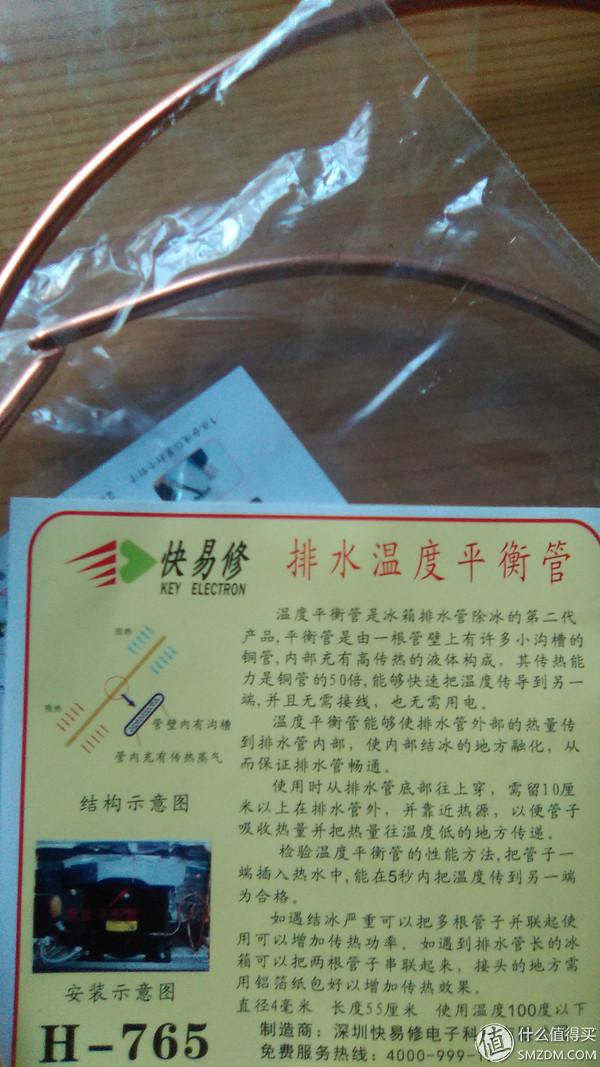 快易修
KEY ELECTRON
排水温度平衡管
放热
吸热
管壁内有沟槽
管内充有传热蒸气
结构示意图
安装示意图
H-765
温度平衡管是冰箱排水管除冰的第二代
产品,平衡管是由一根管壁上有许多小沟槽的
铜管,内部充有高传热的液体构成,其传热能
力是铜管的50倍,能够快速把温度传导到另一
端,并且无需接线,也无需用电。
温度平衡管能够使排水管外部的热量传
到排水管内部,使内部结冰的地方融化,从
而保证排水管畅通。
使用时从排水管底部往上穿,需留10厘
米以上在排水管外,并靠近热源,以便管子
吸收热量并把热量往温度低的地方传递。
检验温度平衡管的性能方法,把管子一
端插入热水中,能在5秒内把温度传到另一端
为合格。
如遇结冰严重可以把多根管子并联起使
用可以增加传热功率。如遇到排水管长的冰
箱可以把两根管子串联起来,接头的地方需
用铝箔纸包好以增加传热效果。
直径4毫米 长度55厘米 使用温度100度以下
制造商:深圳快易修电子科
免费服务热线:4000-999-
值 什么值得买
SMZDM.COM